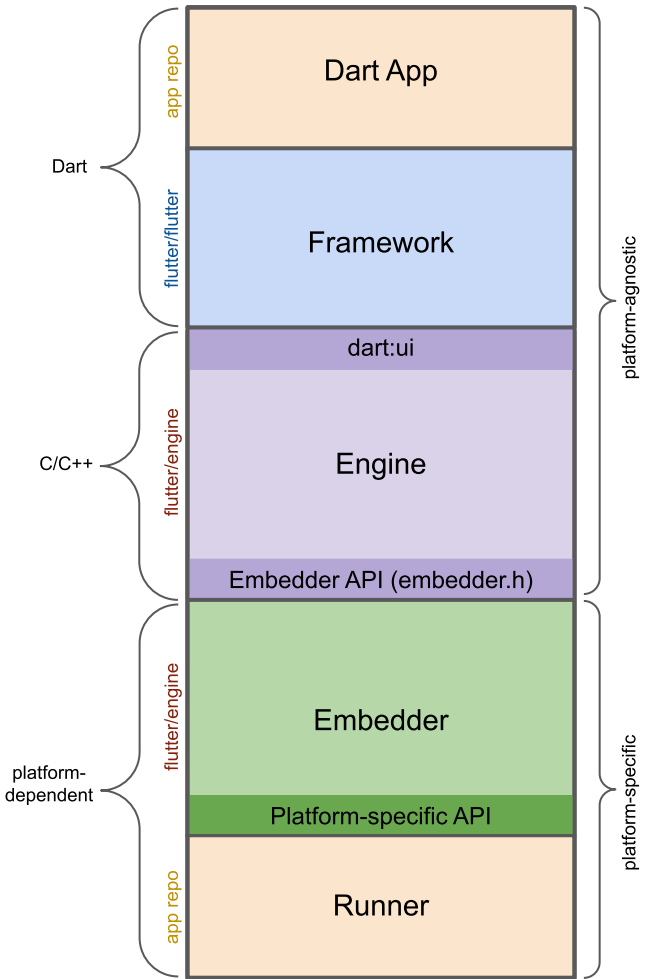 Dart App
app repo
Dart
Framework
flutter/flutter
platform-agnostic
dart:ui
Engine
flutter/engine
C/C++
Embedder API (embedder.h)
Embedder
flutter/engine
platform-
dependent
platform-specific
Platform-specific API
Runner
app repo